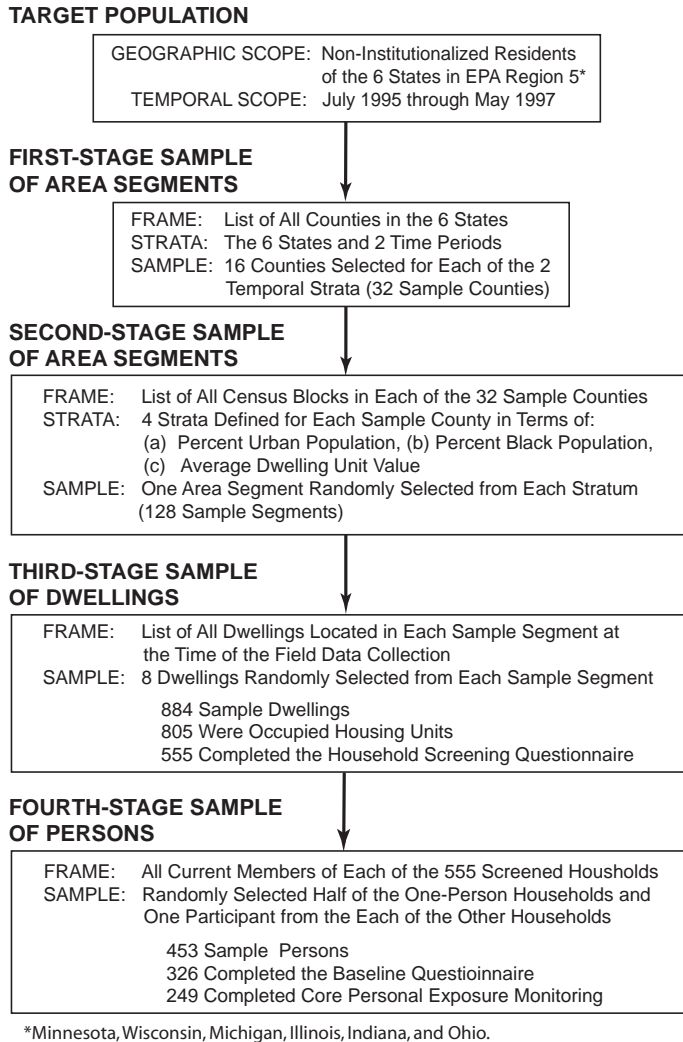 TARGET POPULATION
GEOGRAPHIC SCOPE: Non-Institutionalized Residents
of the 6 States in EPA Region 5*
TEMPORAL SCOPE: July 1995 through May 1997
FIRST-STAGE SAMPLE
OF AREA SEGMENTS
FRAME: List of All Counties in the 6 States
STRATA: The 6 States and 2 Time Periods
SAMPLE: 16 Counties Selected for Each of the 2
Temporal Strata (32 Sample Counties)
SECOND-STAGE SAMPLE
OF AREA SEGMENTS
FRAME: List of All Census Blocks in Each of the 32 Sample Counties
STRATA: 4 Strata Defined for Each Sample County in Terms of:
(a) Percent Urban Population, (b) Percent Black Population,
(c) Average Dwelling Unit Value
SAMPLE: One Area Segment Randomly Selected from Each Stratum
(128 Sample Segments)
THIRD-STAGE SAMPLE
OF DWELLINGS
FRAME: List of All Dwellings Located in Each Sample Segment at
the Time of the Field Data Collection
SAMPLE: 8 Dwellings Randomly Selected from Each Sample Segment
884 Sample Dwellings
805 Were Occupied Housing Units
555 Completed the Household Screening Questionnaire
FOURTH-STAGE SAMPLE
OF PERSONS
FRAME: All Current Members of Each of the 555 Screened Housholds
SAMPLE: Randomly Selected Half of the One-Person Households and
One Participant from the Each of the Other Households
453 Sample Persons
326 Completed the Baseline Questioinnaire
249 Completed Core Personal Exposure Monitoring
*Minnesota, Wisconsin, Michigan, Illinois, Indiana, and Ohio.